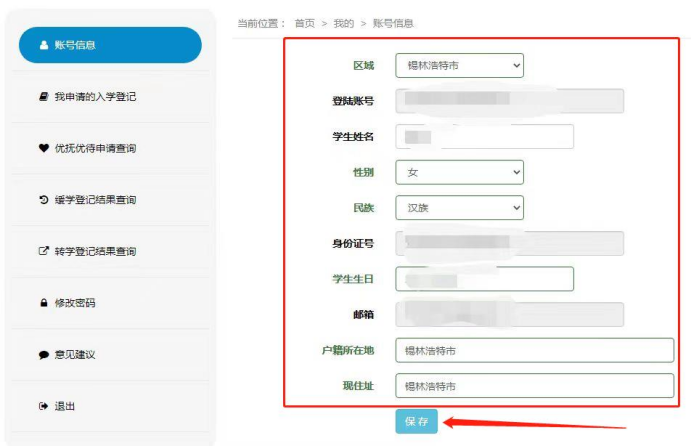 当前位置： 首页 > 我的 > 账号信息
账号信息
我申请的入学登记
优抚优待申请查询
缓学登记结果查询
转学登记结果查询
修改密码
意见建议
退出
区域 锡林浩特市
登陆账号
学生姓名
性别 女
民族 汉族
身份证号
学生生日
邮箱
户籍所在地 锡林浩特市
现住址 锡林浩特市
保存